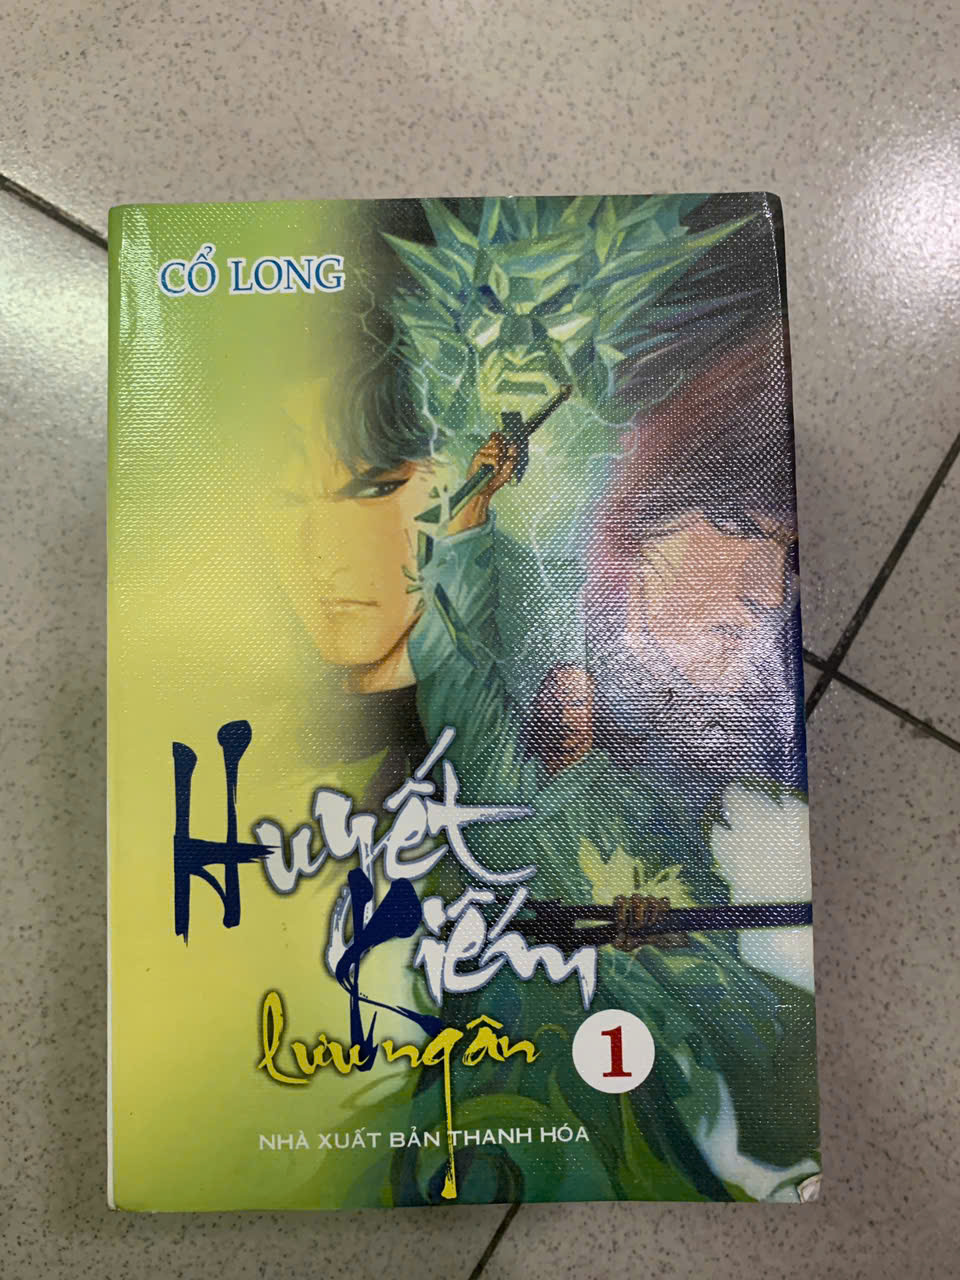 CỔ LONG
Huyết
Kiếm
lưu ngân
1
NHÀ XUẤT BẢN THANH HÓA